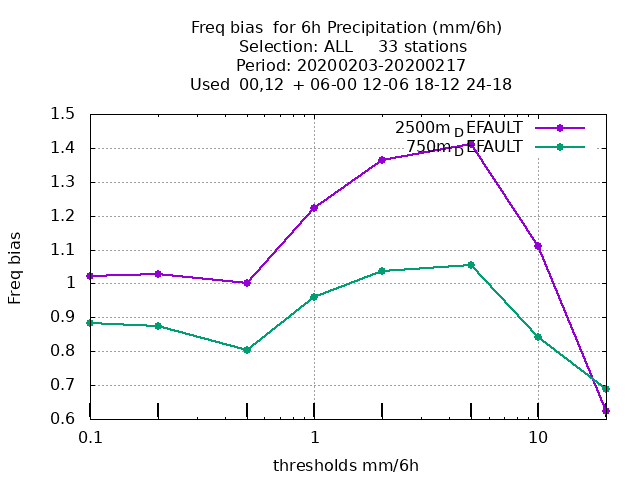 Freq bias  for 6h Precipitation (mm/6h)
Selection: ALL     33 stations
Period: 20200203-20200217
Used  00,12  + 06-00 12-06 18-12 24-18
1.5
1.4
1.3
1.2
1.1
1
0.9
0.8
0.7
0.6
Freq bias
2500m_DEFAULT
750m_DEFAULT
0.1 1 10
thresholds mm/6h